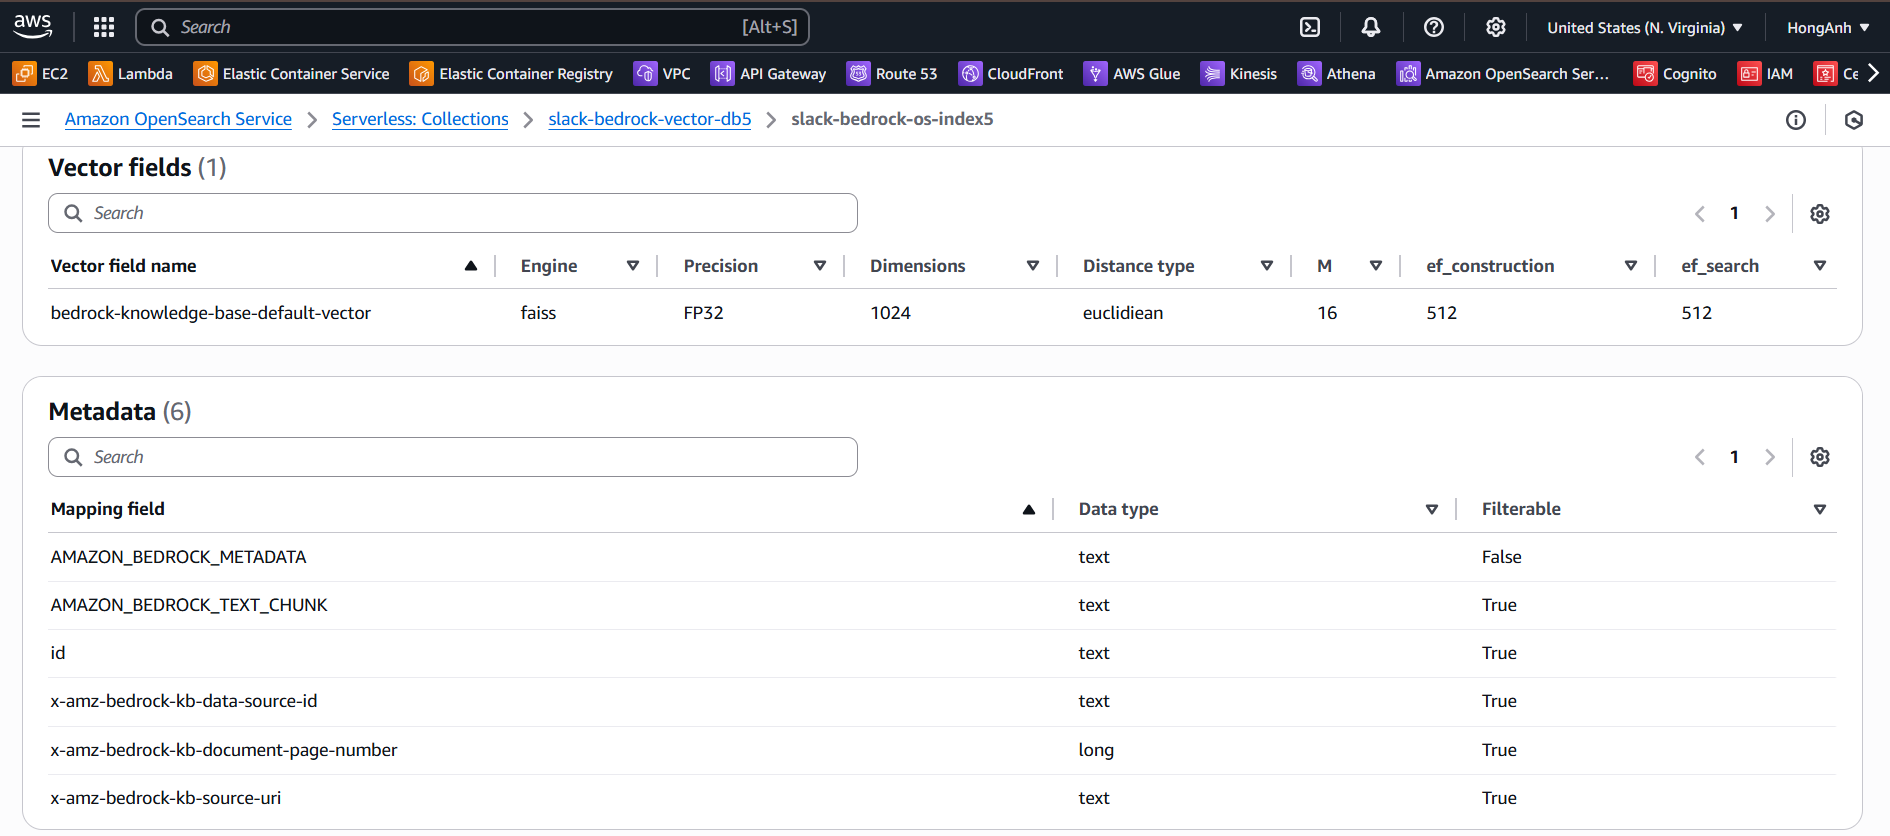 aws Search [Alt+S] United States (N. Virginia) HongAnh
EC2 Lambda Elastic Container Service Elastic Container Registry VPC API Gateway Route 53 CloudFront AWS Glue Kinesis Athena Amazon OpenSearch Ser... Cognito IAM Ce
Amazon OpenSearch Service Serverless: Collections slack-bedrock-vector-db5 slack-bedrock-os-index5
Vector fields (1)
Search 1
Vector field name Engine Precision Dimensions Distance type M ef_construction ef_search
bedrock-knowledge-base-default-vector faiss FP32 1024 euclidiean 16 512 512
Metadata (6)
Search 1
Mapping field Data type Filterable
AMAZON_BEDROCK_METADATA text False
AMAZON_BEDROCK_TEXT_CHUNK text True
id text True
x-amz-bedrock-kb-data-source-id text True
x-amz-bedrock-kb-document-page-number long True
x-amz-bedrock-kb-source-uri text True